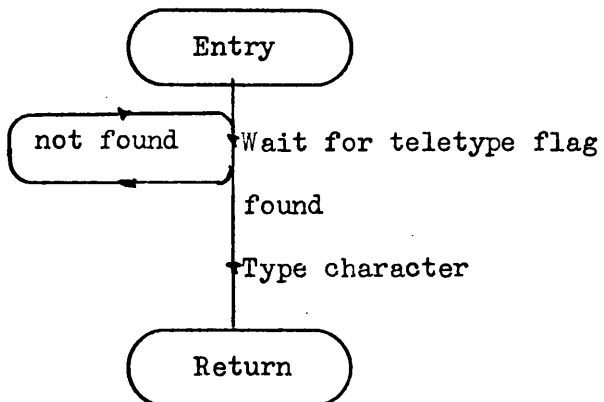 Entry
not found
Wait for teletype flag
found
Type character
Return